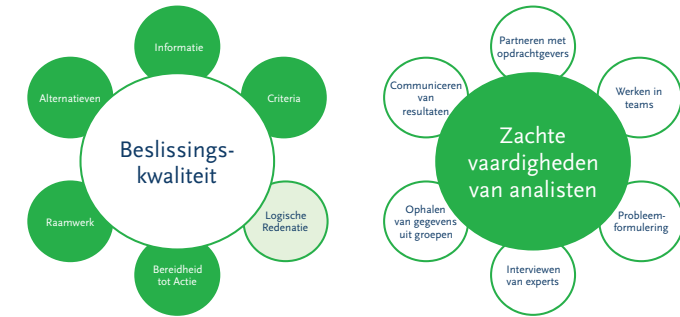 Informatie
Alternatieven
Criteria
Beslissings-
kwaliteit
Raamwerk
Logische
Redenatie
Bereidheid
tot Actie
Partneren met
opdrachtgevers
Communiceren
van
resultaten
Werken in
teams
Zachte
vaardigheden
van analisten
Ophalen
van gegevens
uit groepen
Probleem-
formulering
Interviewen
van experts